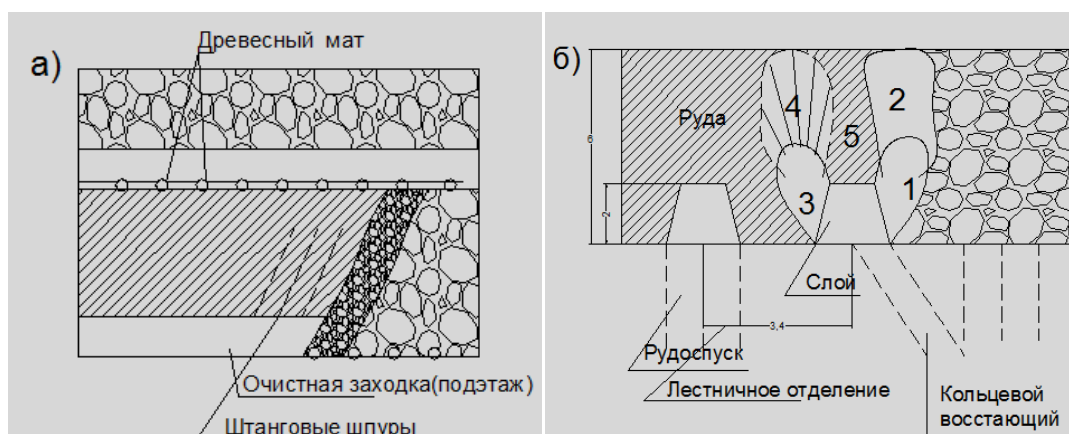 Древесный мат
а)
Очистная заходка(подэтаж)
Штанговые шпуры
б)
6
2
Руда
4
5
2
3
1
Слой
3,4
Рудоспуск
Лестничное отделение
Кольцевой
восстающий